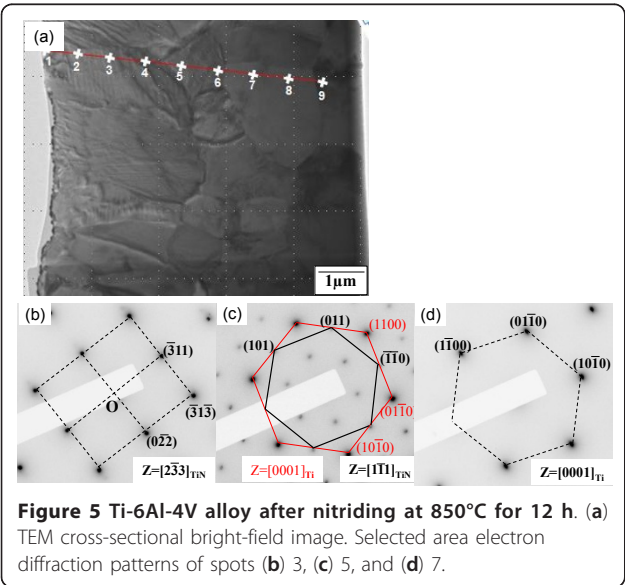 (a)
1 2 3 4 5 6 7 8 9
1µm
(b)
(3̄11)
(3̄13̄)
O
(02̄2)
Z=[23̄3]TiN
(c)
(011)
(1100)
(101)
(1̄1̄0)
(011̄0)
(101̄0)
Z=[0001]Ti
Z=[11̄1]TiN
(d)
(011̄0)
(11̄00)
(101̄0)
Z=[0001]Ti
Figure 5 Ti-6Al-4V alloy after nitriding at 850°C for 12 h. (a)
TEM cross-sectional bright-field image. Selected area electron
diffraction patterns of spots (b) 3, (c) 5, and (d) 7.